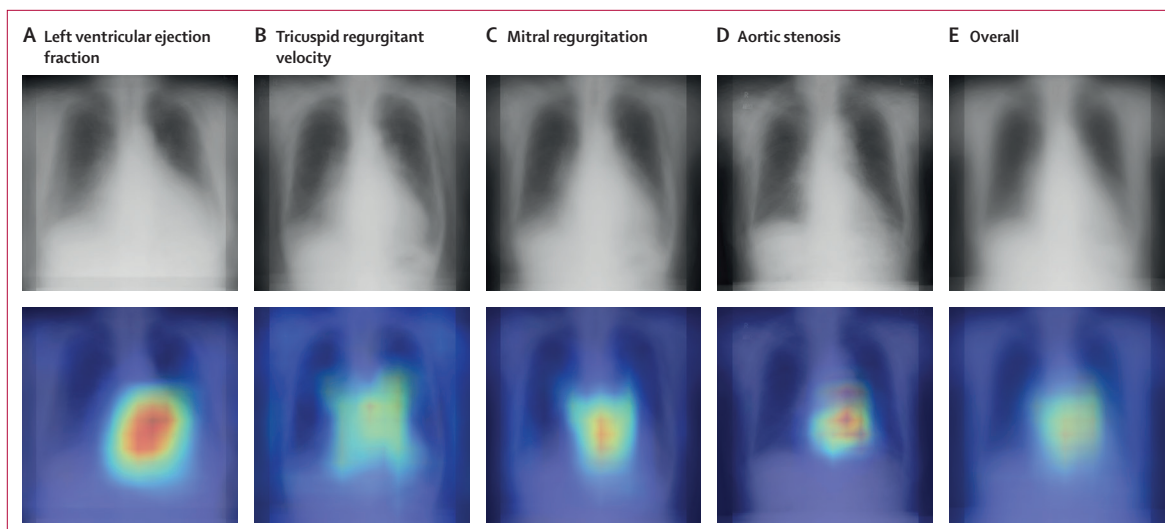 A Left ventricular ejection
fraction
B Tricuspid regurgitant
velocity
C Mitral regurgitation
D Aortic stenosis
E Overall